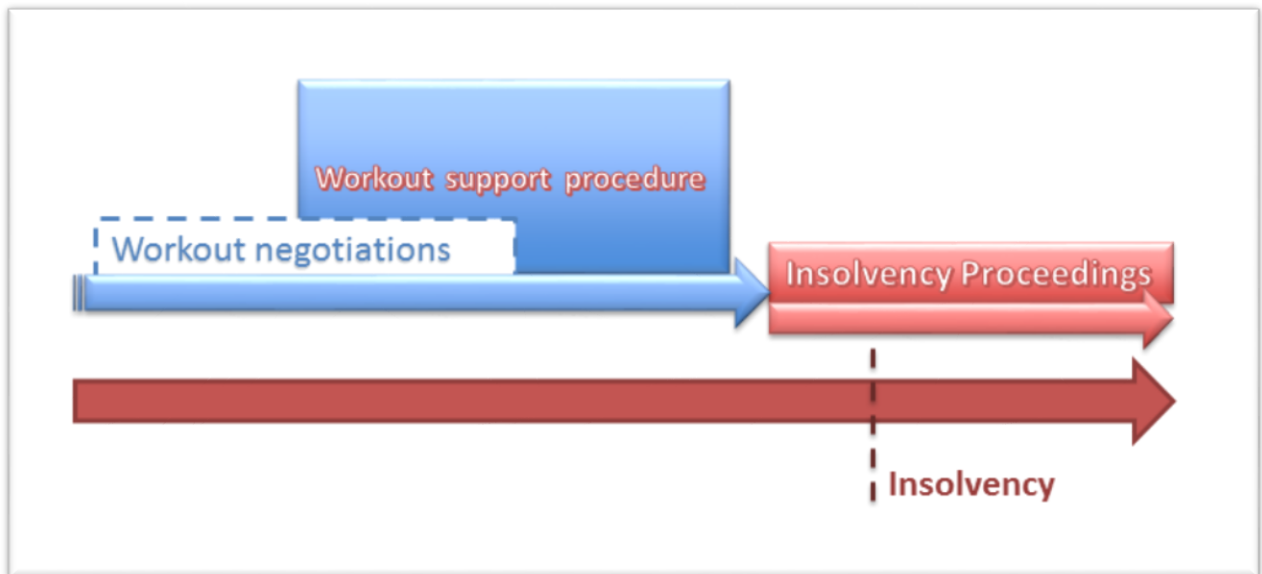 Workout support procedure
Workout negotiations
Insolvency Proceedings
Insolvency